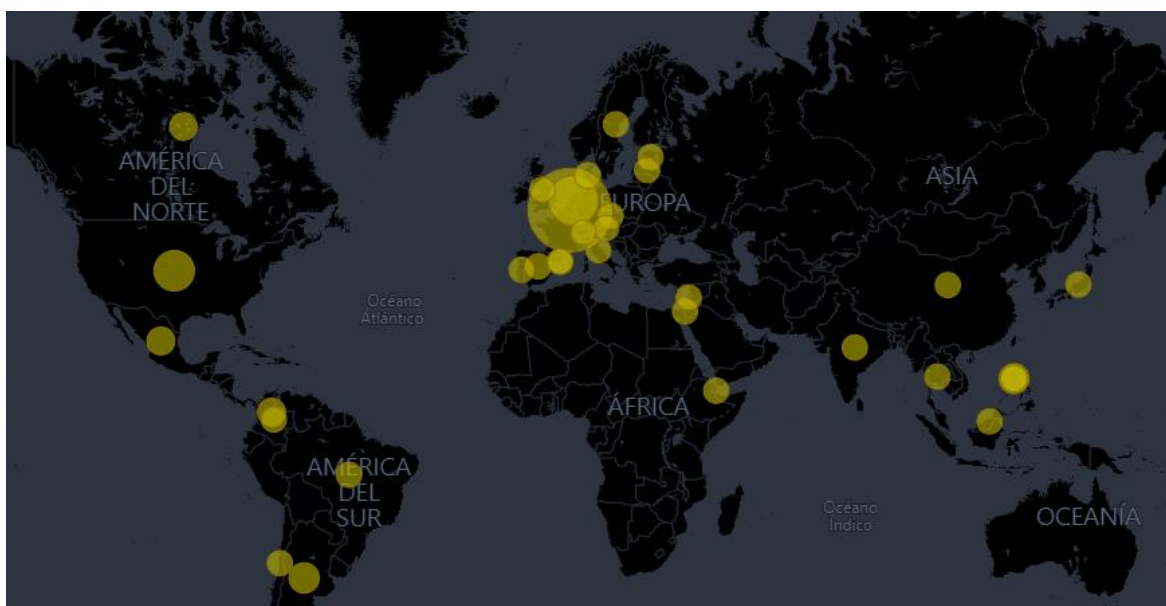 AMÉRICA
DEL
NORTE
EUROPA
ASIA
Océano
Atlántico
ÁFRICA
AMÉRICA
DEL
SUR
Océano
Índico
OCEANÍA